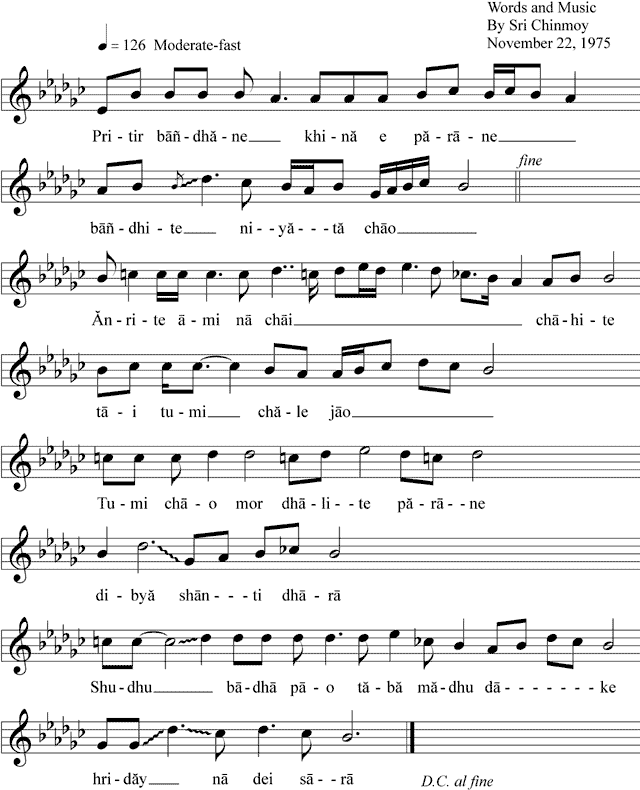 Words and Music
By Sri Chinmoy
November 22, 1975
♩ = 126 Moderate-fast
Pri - tir bāñ - dhā - ne khi - nă e pă - rā - ne
fine
bāñ - dhi - te ni - yă - tă chāo
Ăn - ri - te ā - mi nā chāi chā - hi - te
tā - i tu - mi chă - le jāo
Tu - mi chā - o mor dhā - li - te pă - rā - ne
di - byă shān - ti dhā - rā
Shu - dhu bā - dhā pā - o tă - bă mă - dhu dā - ke
hri - dāy nā dei sā - rā
D.C. al fine